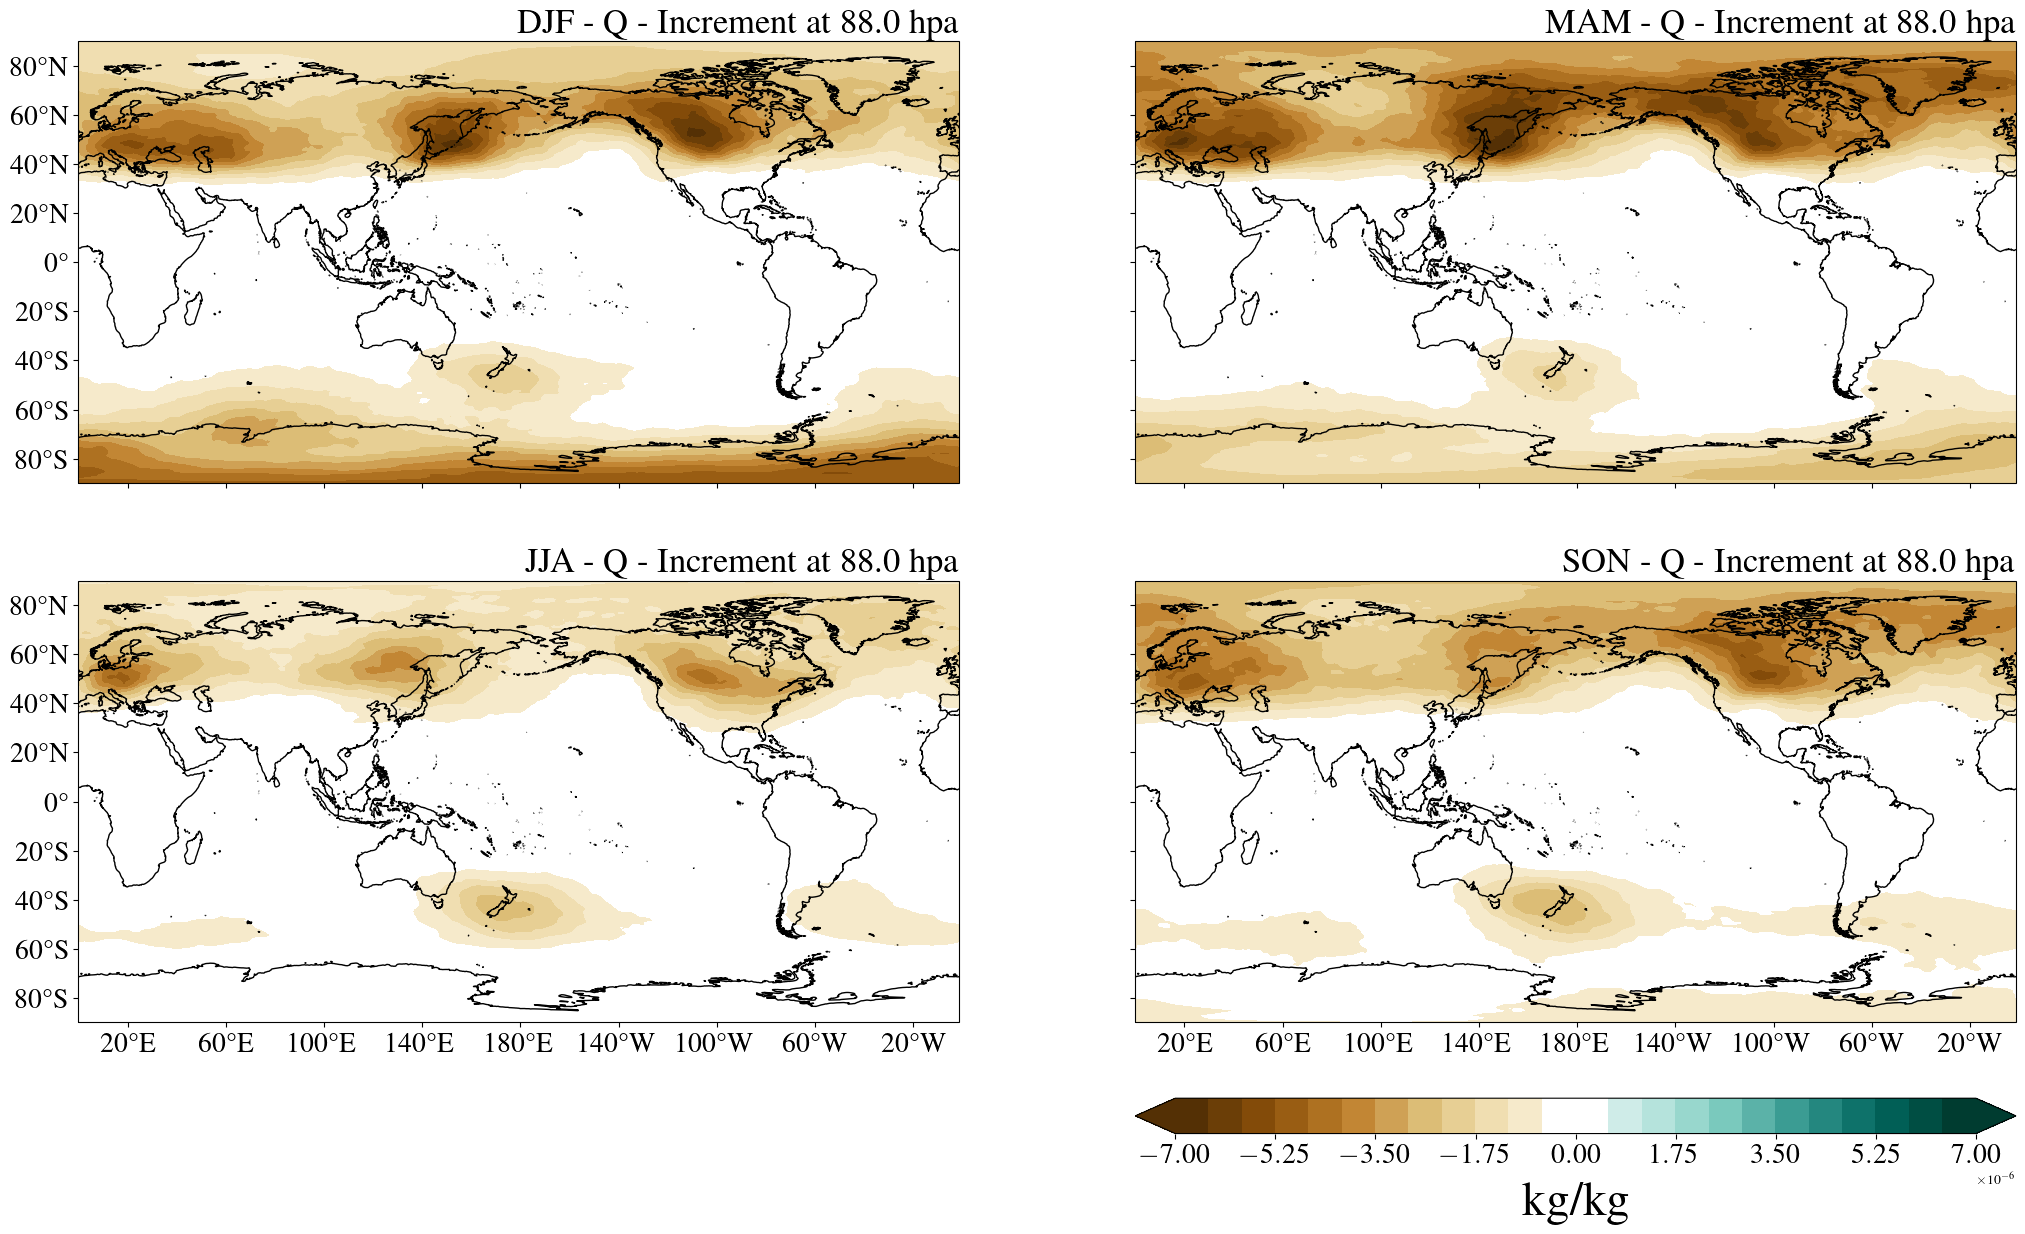 DJF - Q - Increment at 88.0 hpa
MAM - Q - Increment at 88.0 hpa
80°N
60°N
40°N
20°N
0°
20°S
40°S
60°S
80°S
JJA - Q - Increment at 88.0 hpa
SON - Q - Increment at 88.0 hpa
80°N
60°N
40°N
20°N
0°
20°S
40°S
60°S
80°S
20°E 60°E 100°E 140°E 180°E 140°W 100°W 60°W 20°W
20°E 60°E 100°E 140°E 180°E 140°W 100°W 60°W 20°W
−7.00 −5.25 −3.50 −1.75 0.00 1.75 3.50 5.25 7.00
×10⁻⁶
kg/kg